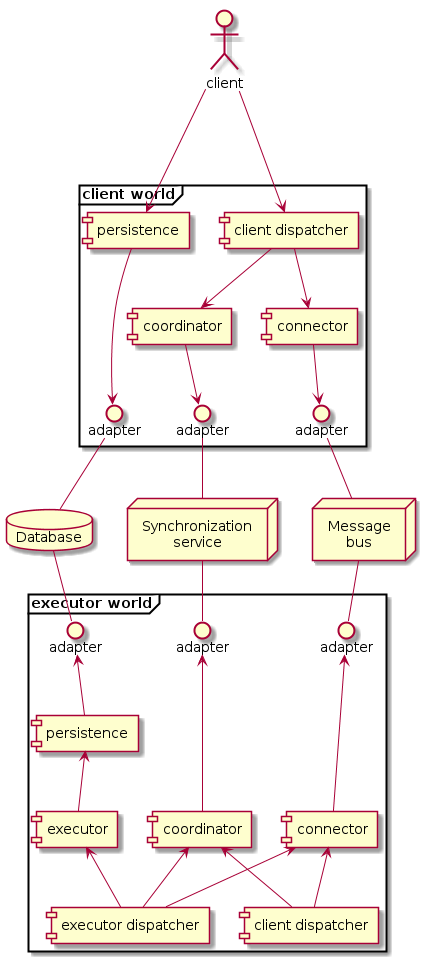 client
client world
persistence
client dispatcher
coordinator
connector
adapter
adapter
adapter
Database
Synchronization
service
Message
bus
executor world
adapter
adapter
adapter
persistence
executor
coordinator
connector
executor dispatcher
client dispatcher